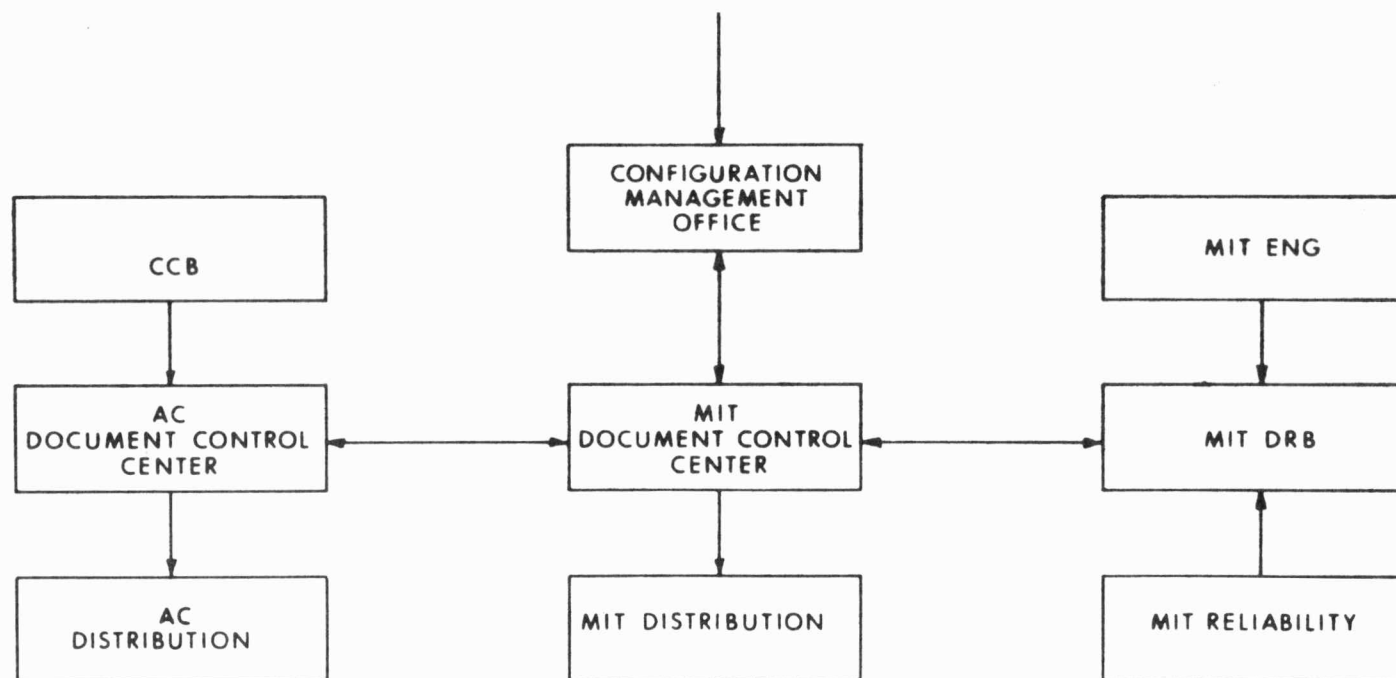 CONFIGURATION
MANAGEMENT
OFFICE
CCB
MIT ENG
AC
DOCUMENT CONTROL
CENTER
MIT
DOCUMENT CONTROL
CENTER
MIT DRB
AC
DISTRIBUTION
MIT DISTRIBUTION
MIT RELIABILITY